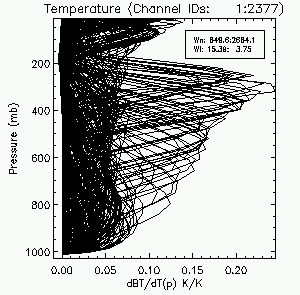 Temperature (Channel IDs: 1:2377)
Wn: 649.6:2664.1
Wl: 15.39: 3.75
200
400
600
800
1000
Pressure (mb)
0.00 0.05 0.10 0.15 0.20
dBT/dT(p) K/K